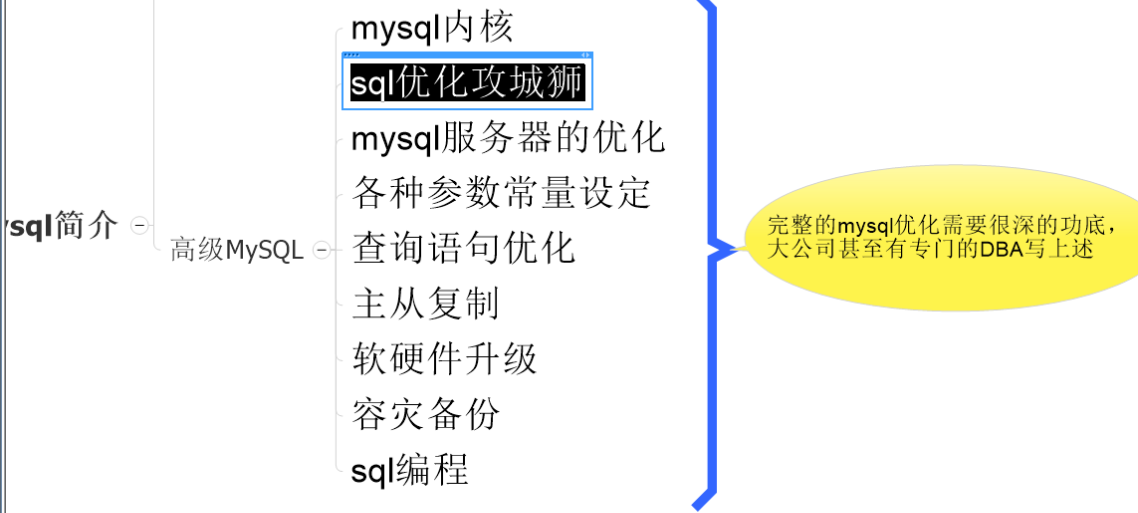 mysql内核
sql优化攻城狮
mysql服务器的优化
各种参数常量设定
ysql简介
高级MySQL
查询语句优化
主从复制
软硬件升级
容灾备份
sql编程
完整的mysql优化需要很深的功底，
大公司甚至有专门的DBA写上述